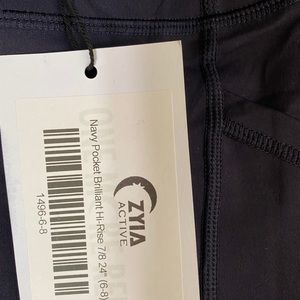 ZYIA
ACTIVE
Navy Pocket Brilliant Hi-Rise 7/8 24" (6-8)
1496-6-8